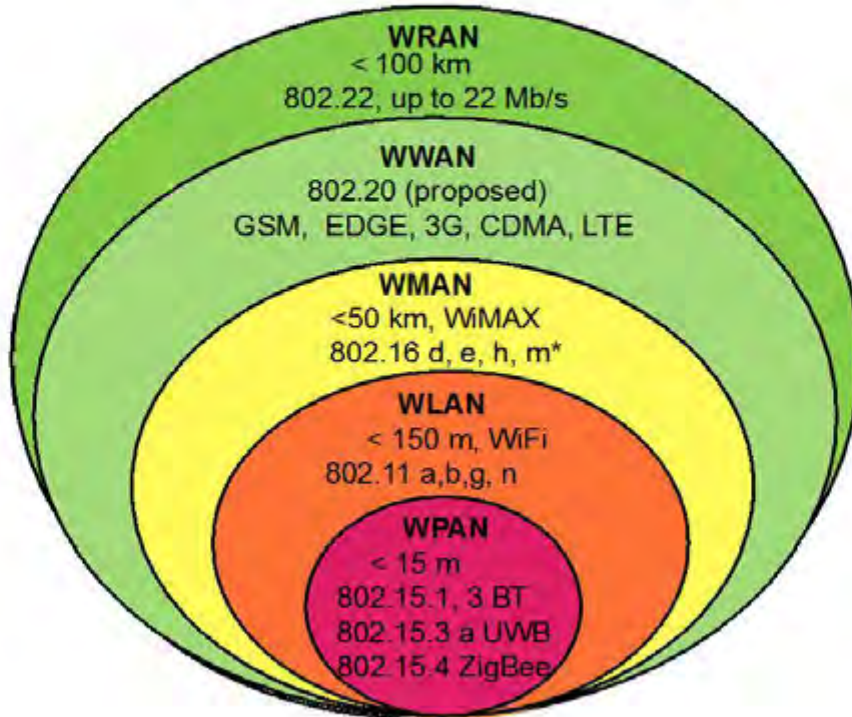 WRAN
< 100 km
802.22, up to 22 Mb/s
WWAN
802.20 (proposed)
GSM, EDGE, 3G, CDMA, LTE
WMAN
<50 km, WiMAX
802.16 d, e, h, m*
WLAN
< 150 m, WiFi
802.11 a,b,g, n
WPAN
< 15 m
802.15.1, 3 BT
802.15.3 a UWB
802.15.4 ZigBee